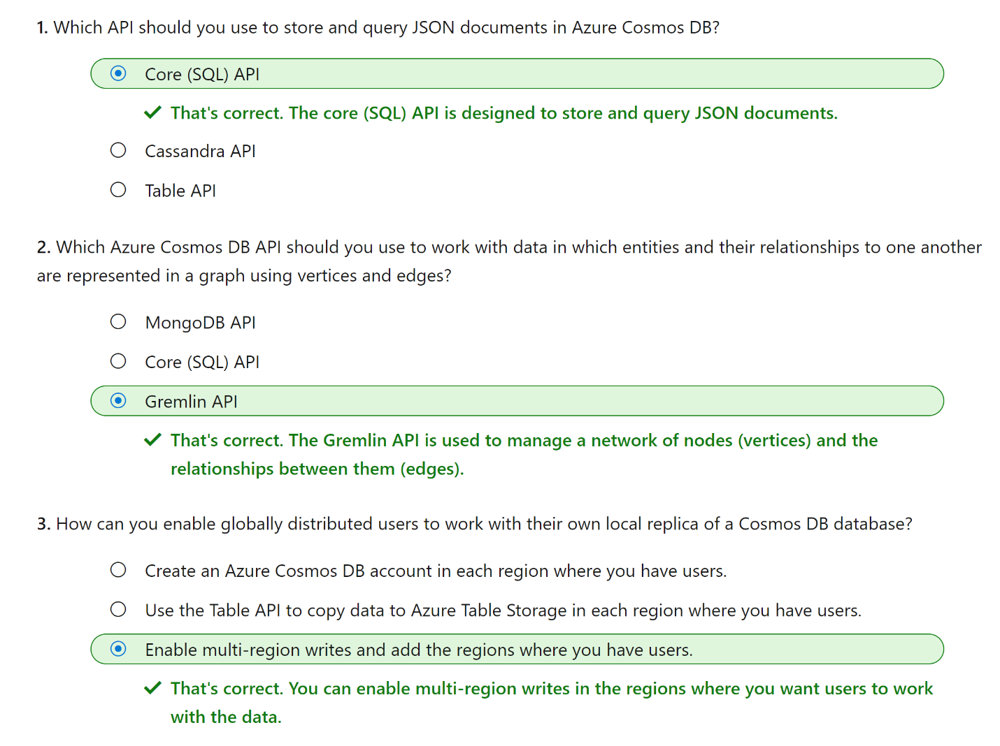 1. Which API should you use to store and query JSON documents in Azure Cosmos DB?
Core (SQL) API
That's correct. The core (SQL) API is designed to store and query JSON documents.
Cassandra API
Table API
2. Which Azure Cosmos DB API should you use to work with data in which entities and their relationships to one another
are represented in a graph using vertices and edges?
MongoDB API
Core (SQL) API
Gremlin API
That's correct. The Gremlin API is used to manage a network of nodes (vertices) and the
relationships between them (edges).
3. How can you enable globally distributed users to work with their own local replica of a Cosmos DB database?
Create an Azure Cosmos DB account in each region where you have users.
Use the Table API to copy data to Azure Table Storage in each region where you have users.
Enable multi-region writes and add the regions where you have users.
That's correct. You can enable multi-region writes in the regions where you want users to work
with the data.